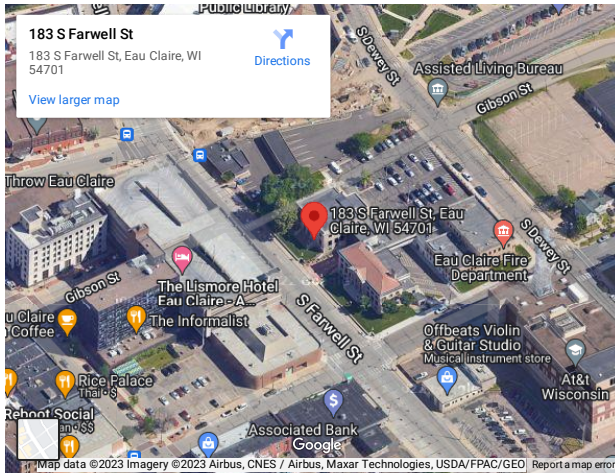 Public Library
183 S Farwell St
183 S Farwell St, Eau Claire, WI
54701
Directions
View larger map
S Dewey St
Assisted Living Bureau
Gibson St
Throw Eau Claire
183 S Farwell St, Eau
Claire, WI 54701
S Dewey St
Eau Claire Fire
Department
The Lismore Hotel
Eau Claire - A...
Gibson St
u Claire
Coffee
The Informalist
S Farwell St
Offbeats Violin
& Guitar Studio
Musical instrument store
Rice Palace
Thai • $
At&t
Wisconsin
Reboot Social
an • $$
Associated Bank
Google
Map data ©2023 Imagery ©2023 Airbus, CNES / Airbus, Maxar Technologies, USDA/FPAC/GEO
Report a map error